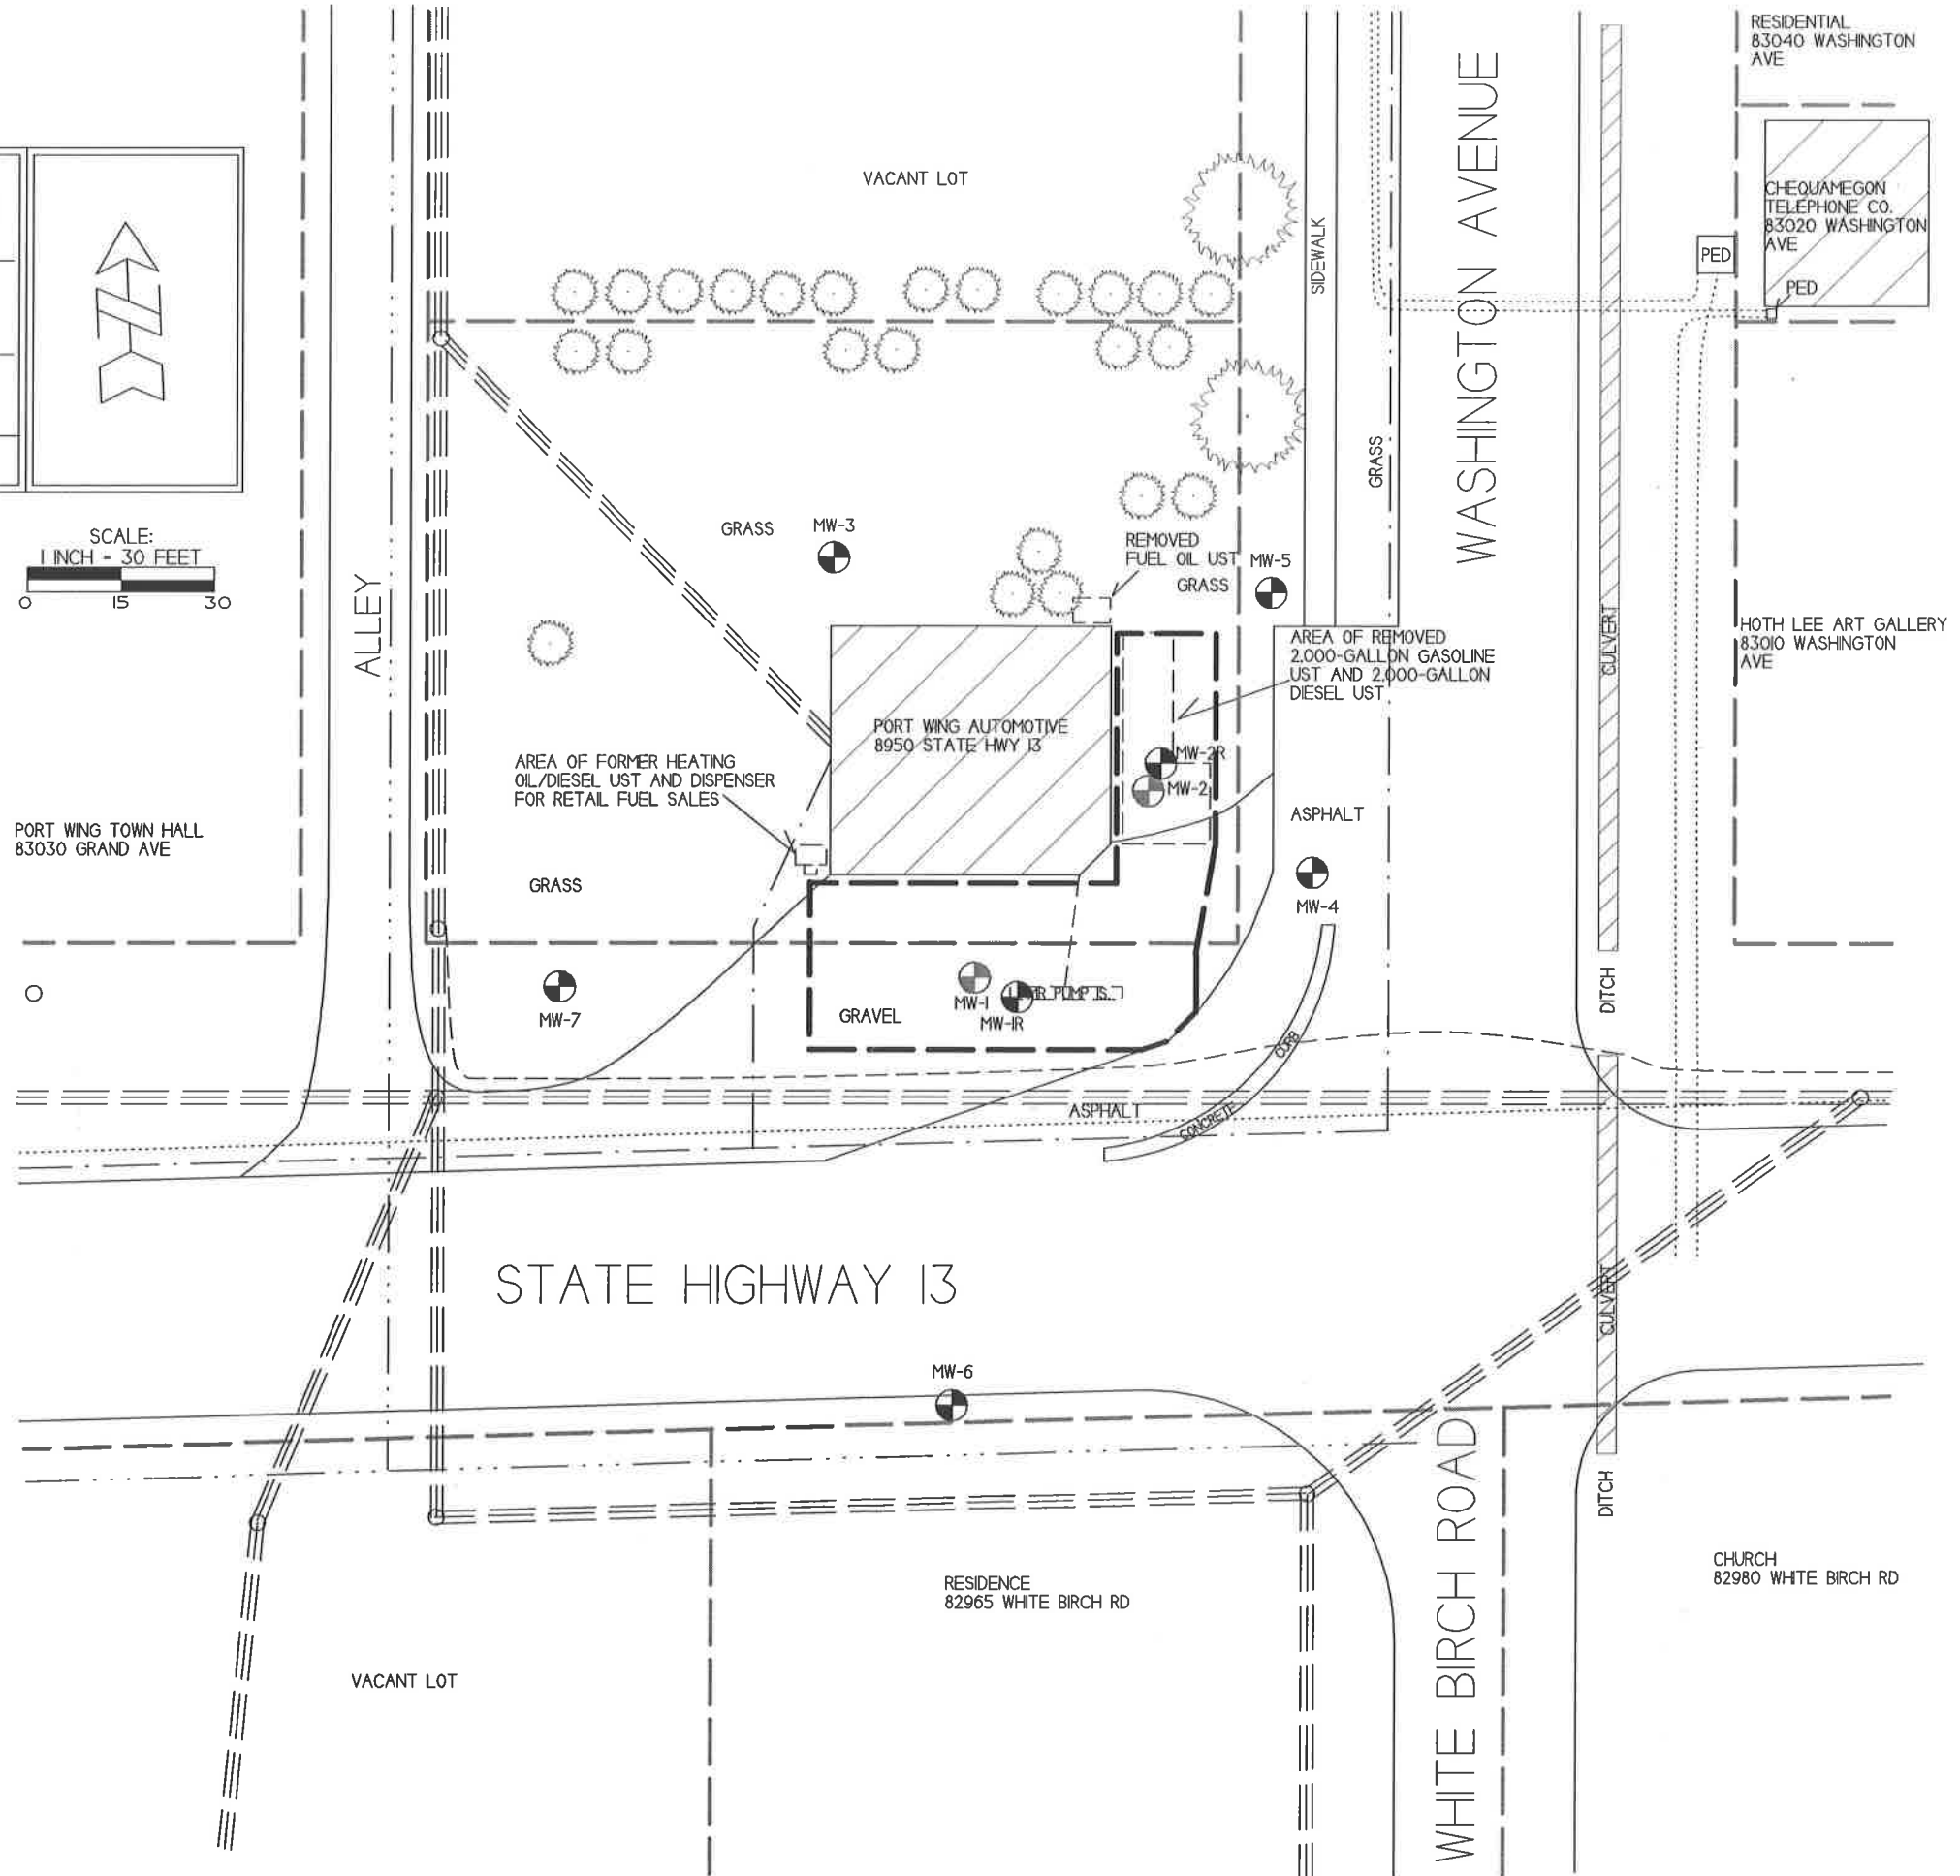 RESIDENTIAL
83040 WASHINGTON
AVE
VACANT LOT
CHEQUAMEGON
TELEPHONE CO.
83020 WASHINGTON
AVE
PED
PED
SIDEWALK
WASHINGTON AVENUE
GRASS
SCALE:
1 INCH = 30 FEET
0 15 30
ALLEY
GRASS
MW-3
REMOVED
FUEL OIL UST
GRASS
MW-5
CULVERT
HOTH LEE ART GALLERY
83010 WASHINGTON
AVE
AREA OF REMOVED
2,000-GALLON GASOLINE
UST AND 2,000-GALLON
DIESEL UST
PORT WING AUTOMOTIVE
8950 STATE HWY 13
MW-2R
MW-2
AREA OF FORMER HEATING
OIL/DIESEL UST AND DISPENSER
FOR RETAIL FUEL SALES
ASPHALT
PORT WING TOWN HALL
83030 GRAND AVE
GRASS
MW-4
DITCH
MW-7
MW-1
MW-1R
PUMP IS.
GRAVEL
CURB
CONCRETE
ASPHALT
STATE HIGHWAY 13
CULVERT
MW-6
WHITE BIRCH ROAD
DITCH
RESIDENCE
82965 WHITE BIRCH RD
CHURCH
82980 WHITE BIRCH RD
VACANT LOT